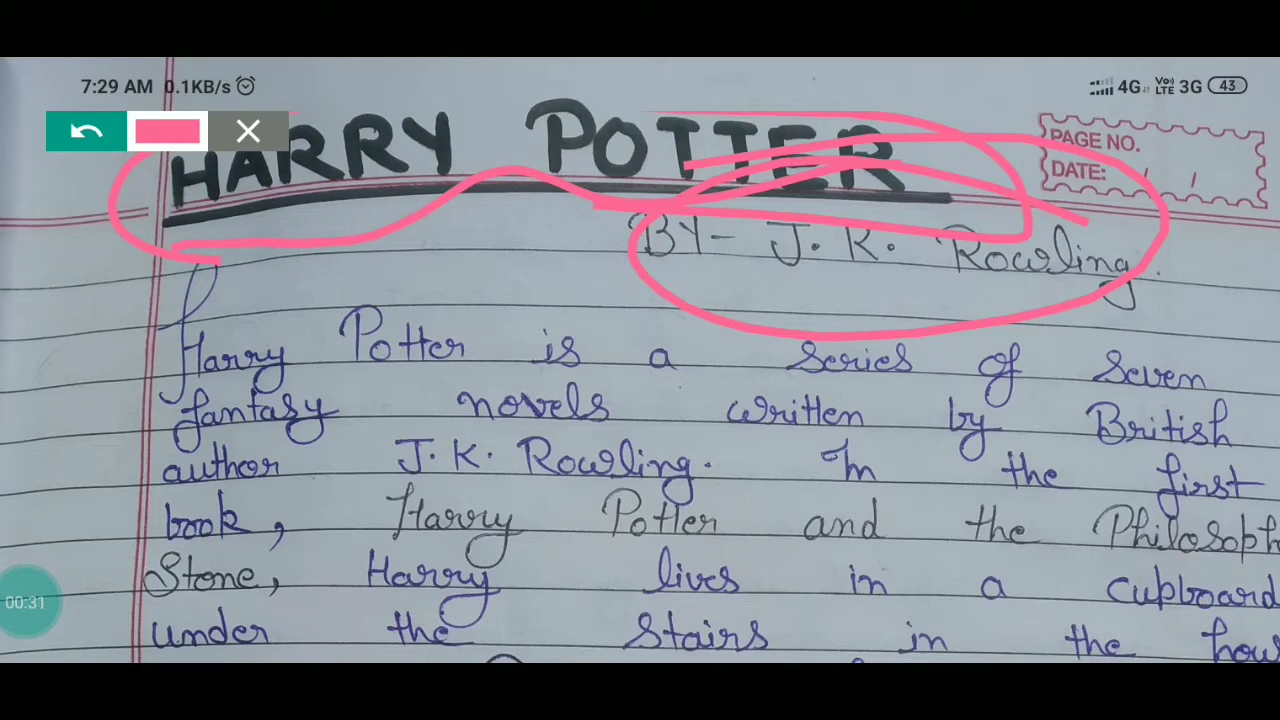 7:29 AM 0.1KB/s
4G VoLTE 3G 43
HARRY POTTER
PAGE NO.
DATE: / /
BY - J. K. Rowling.
Harry Potter is a series of seven
fantasy novels written by British
author J. K. Rowling. In the first
book, Harry Potter and the Philosoph
Stone, Harry lives in a cupboard
under the stairs in the hous
00:31